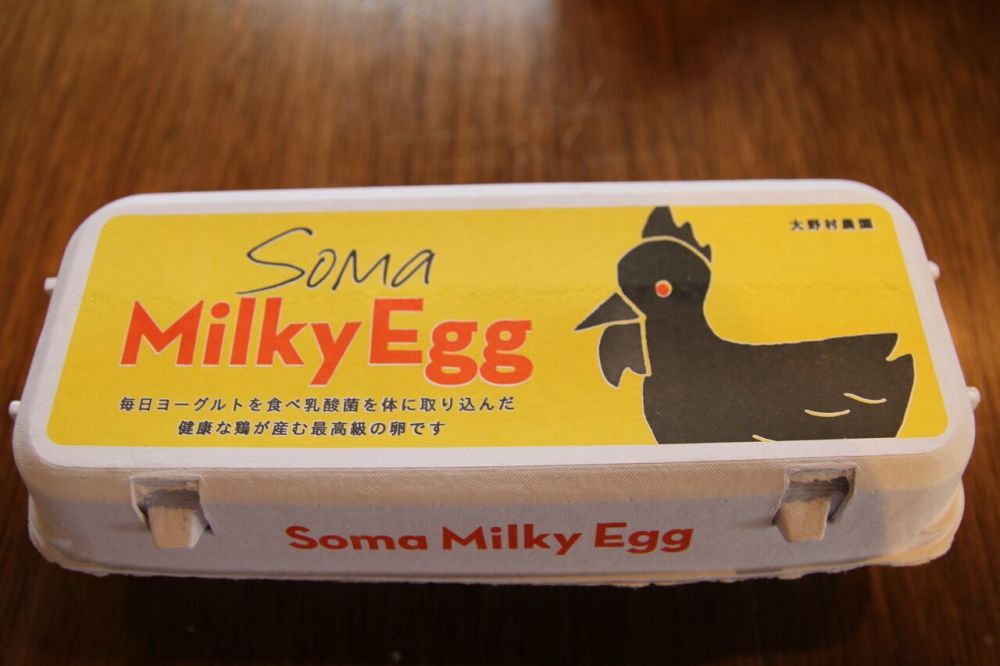 大野村農園
Soma
Milky Egg
毎日ヨーグルトを食べ乳酸菌を体に取り込んだ
健康な鶏が産む最高級の卵です
Soma Milky Egg